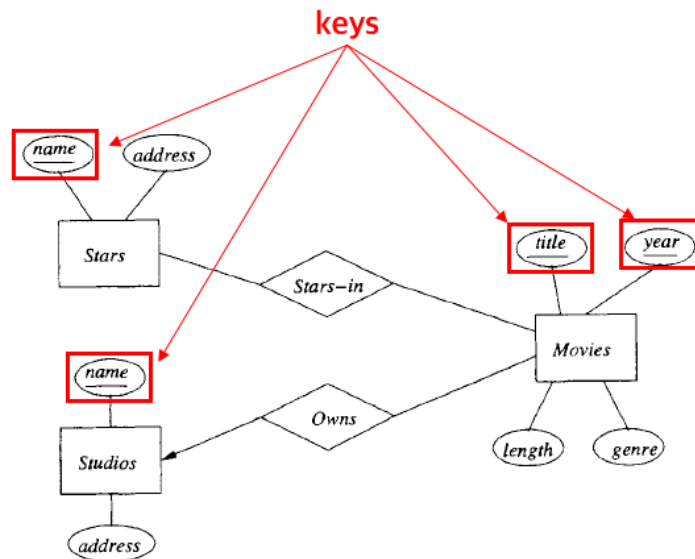 keys
name
address
title
year
Stars
Stars-in
Movies
name
Owns
length
genre
Studios
address